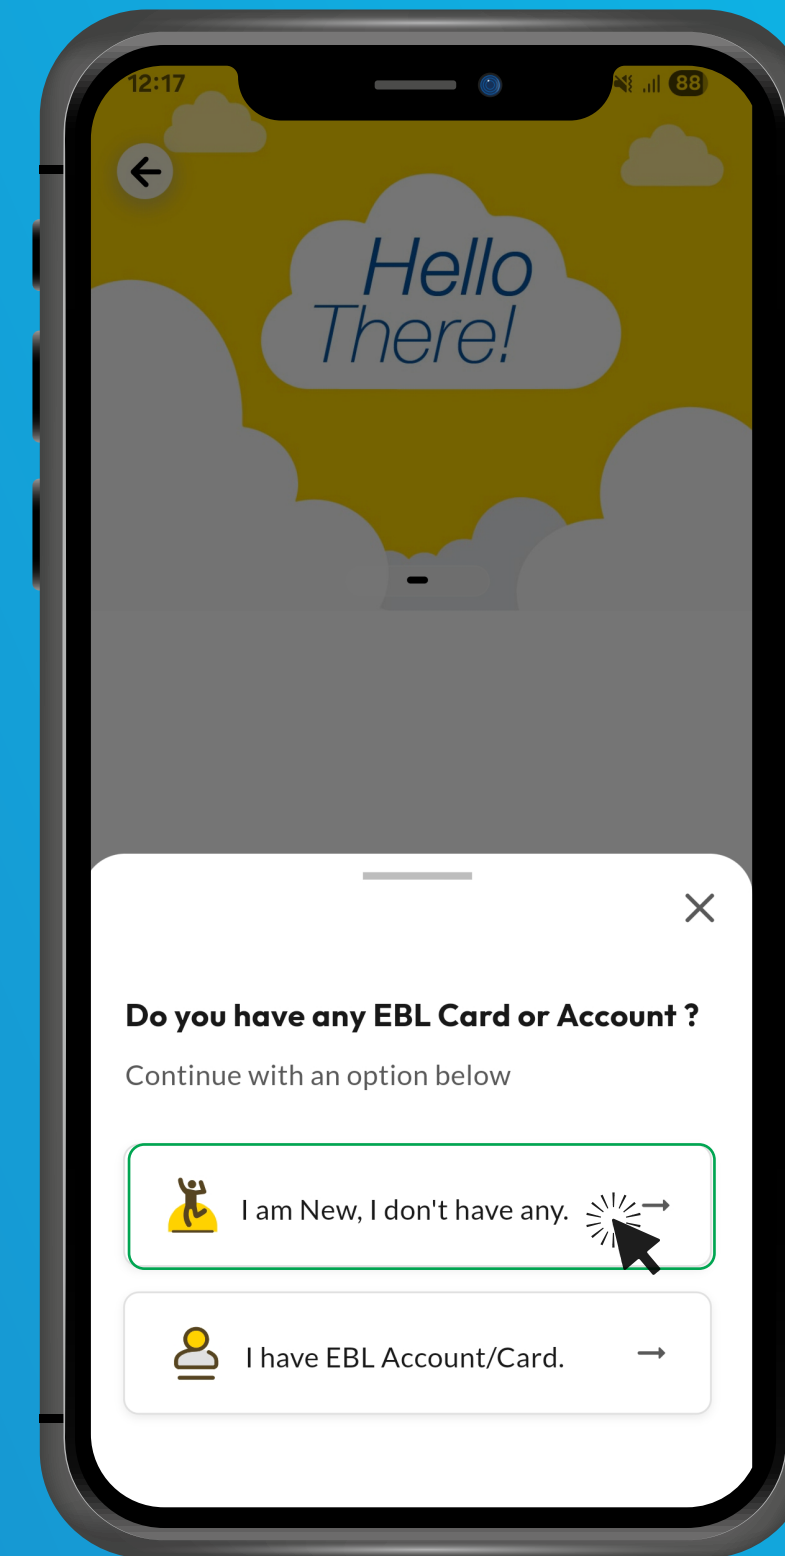 12:17
88
Hello
There!
Do you have any EBL Card or Account ?
Continue with an option below
I am New, I don't have any.
I have EBL Account/Card.